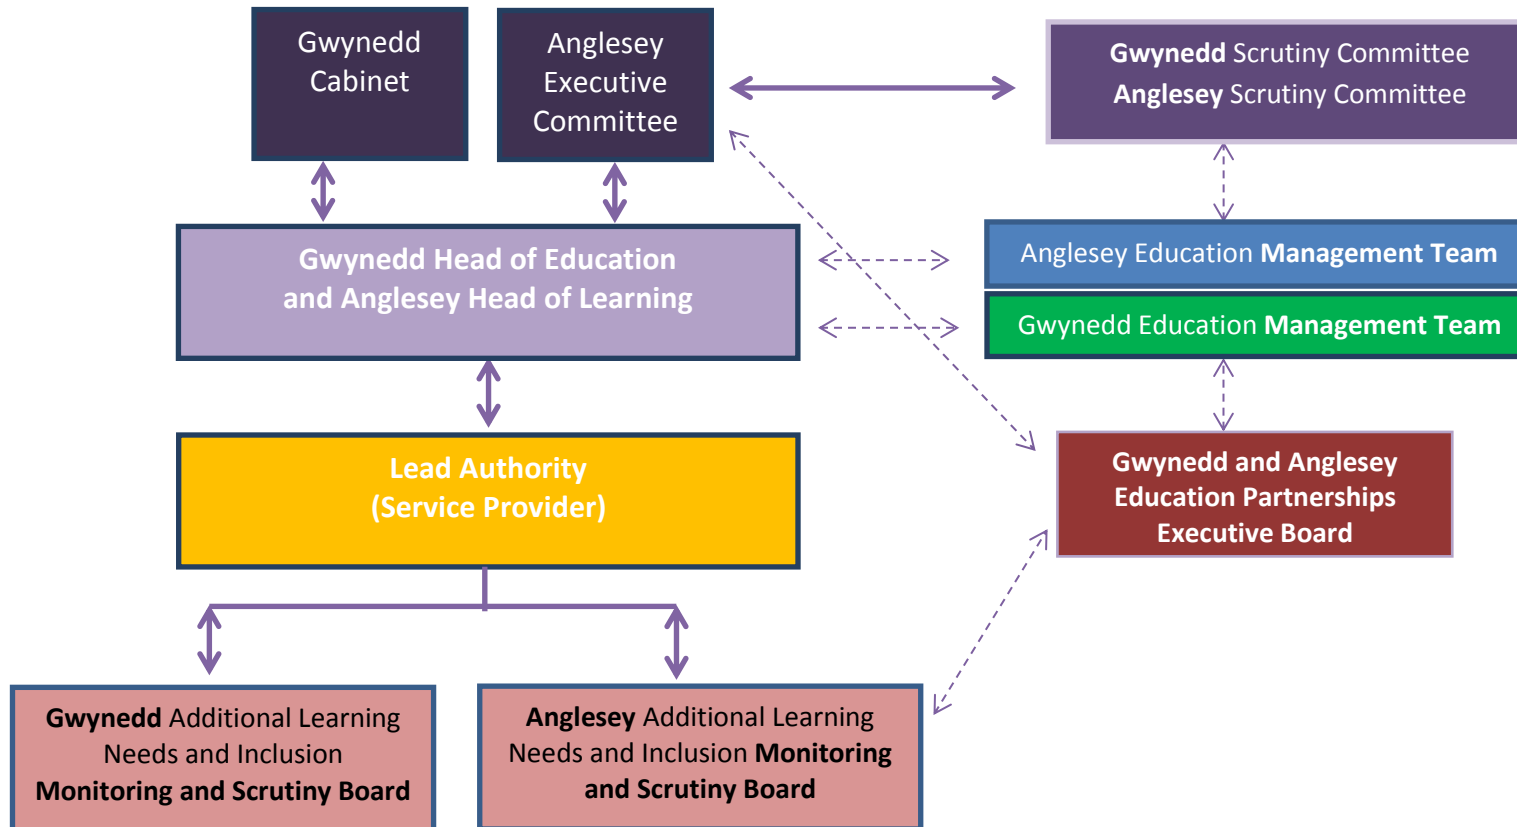 Gwynedd
Cabinet
Anglesey
Executive
Committee
Gwynedd Scrutiny Committee
Anglesey Scrutiny Committee
Gwynedd Head of Education
and Anglesey Head of Learning
Anglesey Education Management Team
Gwynedd Education Management Team
Lead Authority
(Service Provider)
Gwynedd and Anglesey
Education Partnerships
Executive Board
Gwynedd Additional Learning
Needs and Inclusion
Monitoring and Scrutiny Board
Anglesey Additional Learning
Needs and Inclusion Monitoring
and Scrutiny Board